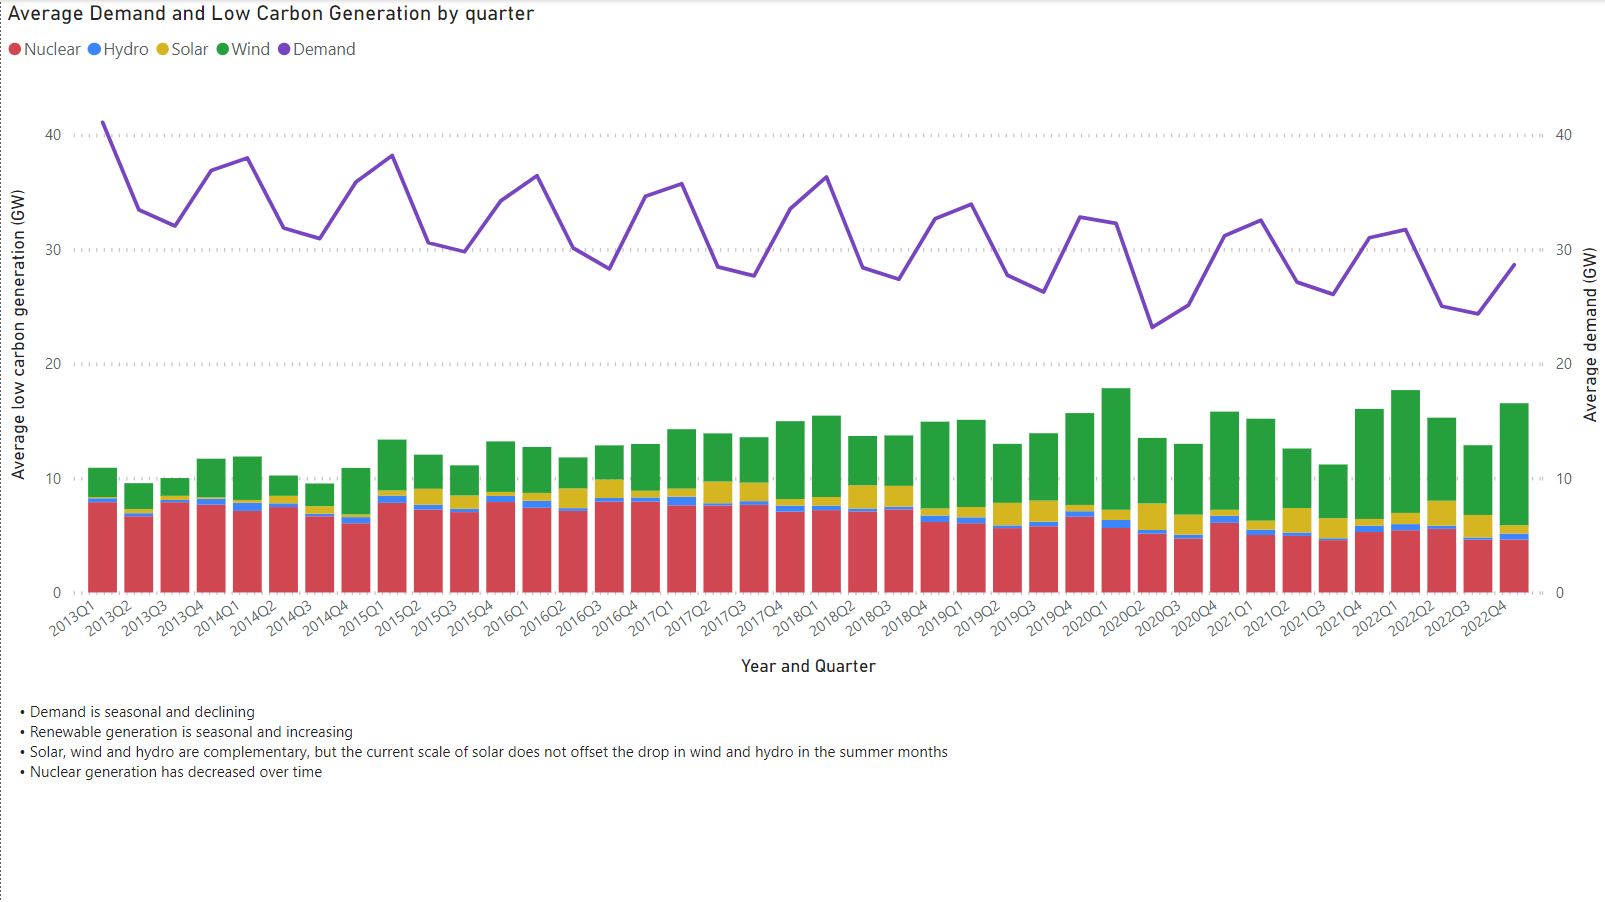 Average Demand and Low Carbon Generation by quarter
Nuclear Hydro Solar Wind Demand
40 40
30 30
20 20
10 10
0 0
Average low carbon generation (GW)
Average demand (GW)
2013Q1 2013Q2 2013Q3 2013Q4 2014Q1 2014Q2 2014Q3 2014Q4 2015Q1 2015Q2 2015Q3 2015Q4 2016Q1 2016Q2 2016Q3 2016Q4 2017Q1 2017Q2 2017Q3 2017Q4 2018Q1 2018Q2 2018Q3 2018Q4 2019Q1 2019Q2 2019Q3 2019Q4 2020Q1 2020Q2 2020Q3 2020Q4 2021Q1 2021Q2 2021Q3 2021Q4 2022Q1 2022Q2 2022Q3 2022Q4
Year and Quarter
• Demand is seasonal and declining
• Renewable generation is seasonal and increasing
• Solar, wind and hydro are complementary, but the current scale of solar does not offset the drop in wind and hydro in the summer months
• Nuclear generation has decreased over time